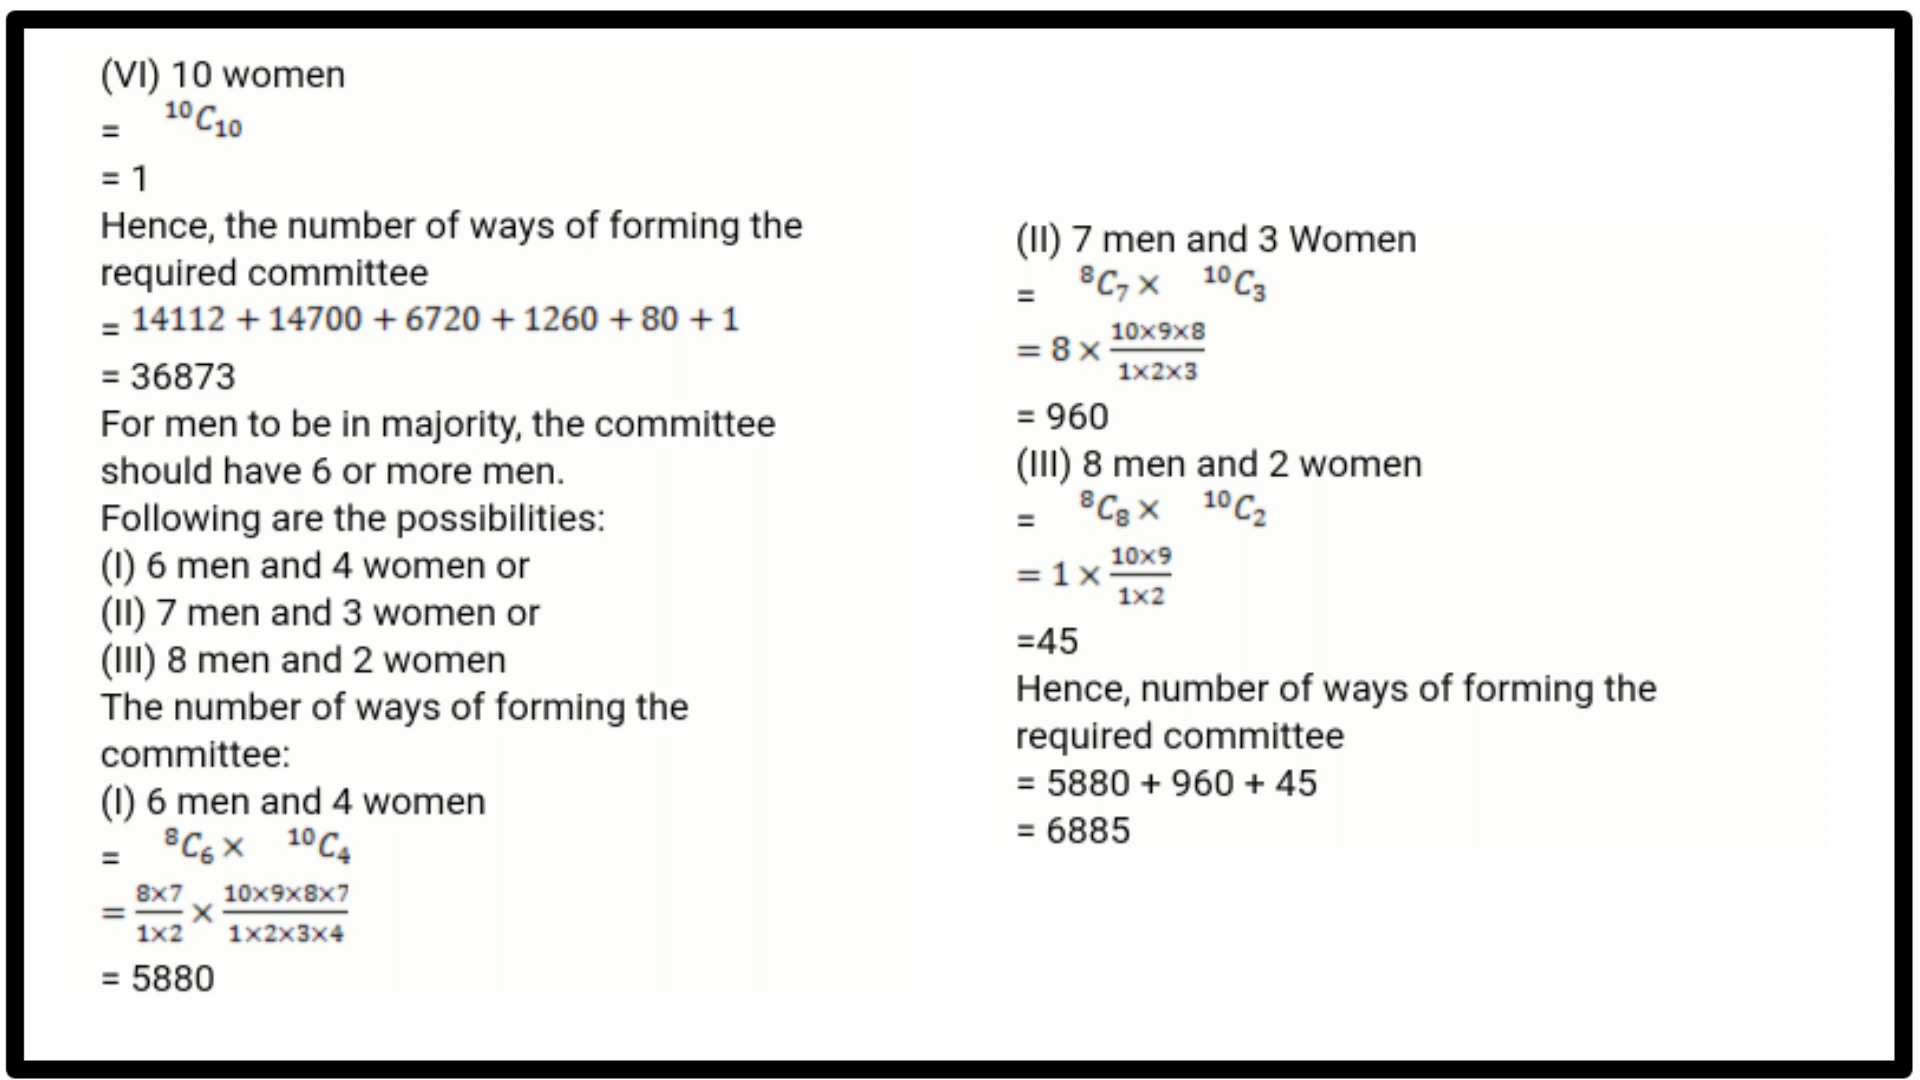 (VI) 10 women
= ¹⁰C₁₀
= 1
Hence, the number of ways of forming the
required committee
= 14112 + 14700 + 6720 + 1260 + 80 + 1
= 36873
For men to be in majority, the committee
should have 6 or more men.
Following are the possibilities:
(I) 6 men and 4 women or
(II) 7 men and 3 women or
(III) 8 men and 2 women
The number of ways of forming the
committee:
(I) 6 men and 4 women
= ⁸C₆ × ¹⁰C₄
= 8×7/1×2 × 10×9×8×7/1×2×3×4
= 5880
(II) 7 men and 3 Women
= ⁸C₇ × ¹⁰C₃
= 8 × 10×9×8/1×2×3
= 960
(III) 8 men and 2 women
= ⁸C₈ × ¹⁰C₂
= 1 × 10×9/1×2
=45
Hence, number of ways of forming the
required committee
= 5880 + 960 + 45
= 6885